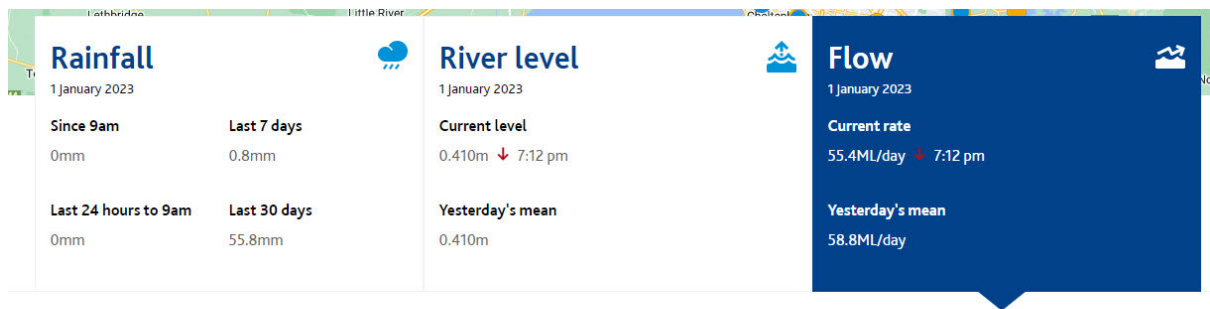 Lethbridge
Little River
Rainfall
1 January 2023
Since 9am
Last 7 days
0mm
0.8mm
Last 24 hours to 9am
Last 30 days
0mm
55.8mm
River level
1 January 2023
Current level
0.410m 7:12 pm
Yesterday's mean
0.410m
Flow
1 January 2023
Current rate
55.4ML/day 7:12 pm
Yesterday's mean
58.8ML/day